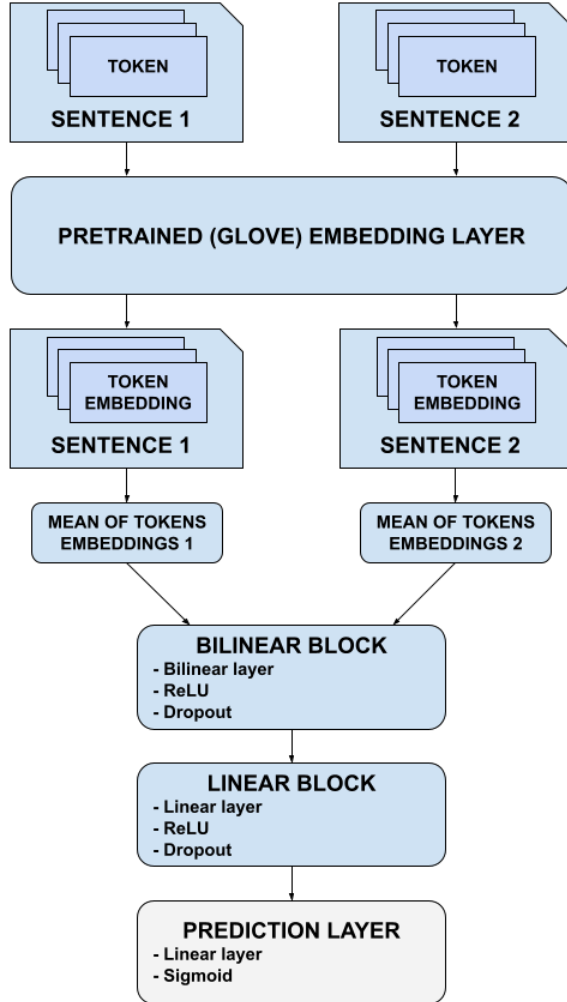 TOKEN
SENTENCE 1
TOKEN
SENTENCE 2
PRETRAINED (GLOVE) EMBEDDING LAYER
TOKEN
EMBEDDING
SENTENCE 1
TOKEN
EMBEDDING
SENTENCE 2
MEAN OF TOKENS
EMBEDDINGS 1
MEAN OF TOKENS
EMBEDDINGS 2
BILINEAR BLOCK
- Bilinear layer
- ReLU
- Dropout
LINEAR BLOCK
- Linear layer
- ReLU
- Dropout
PREDICTION LAYER
- Linear layer
- Sigmoid